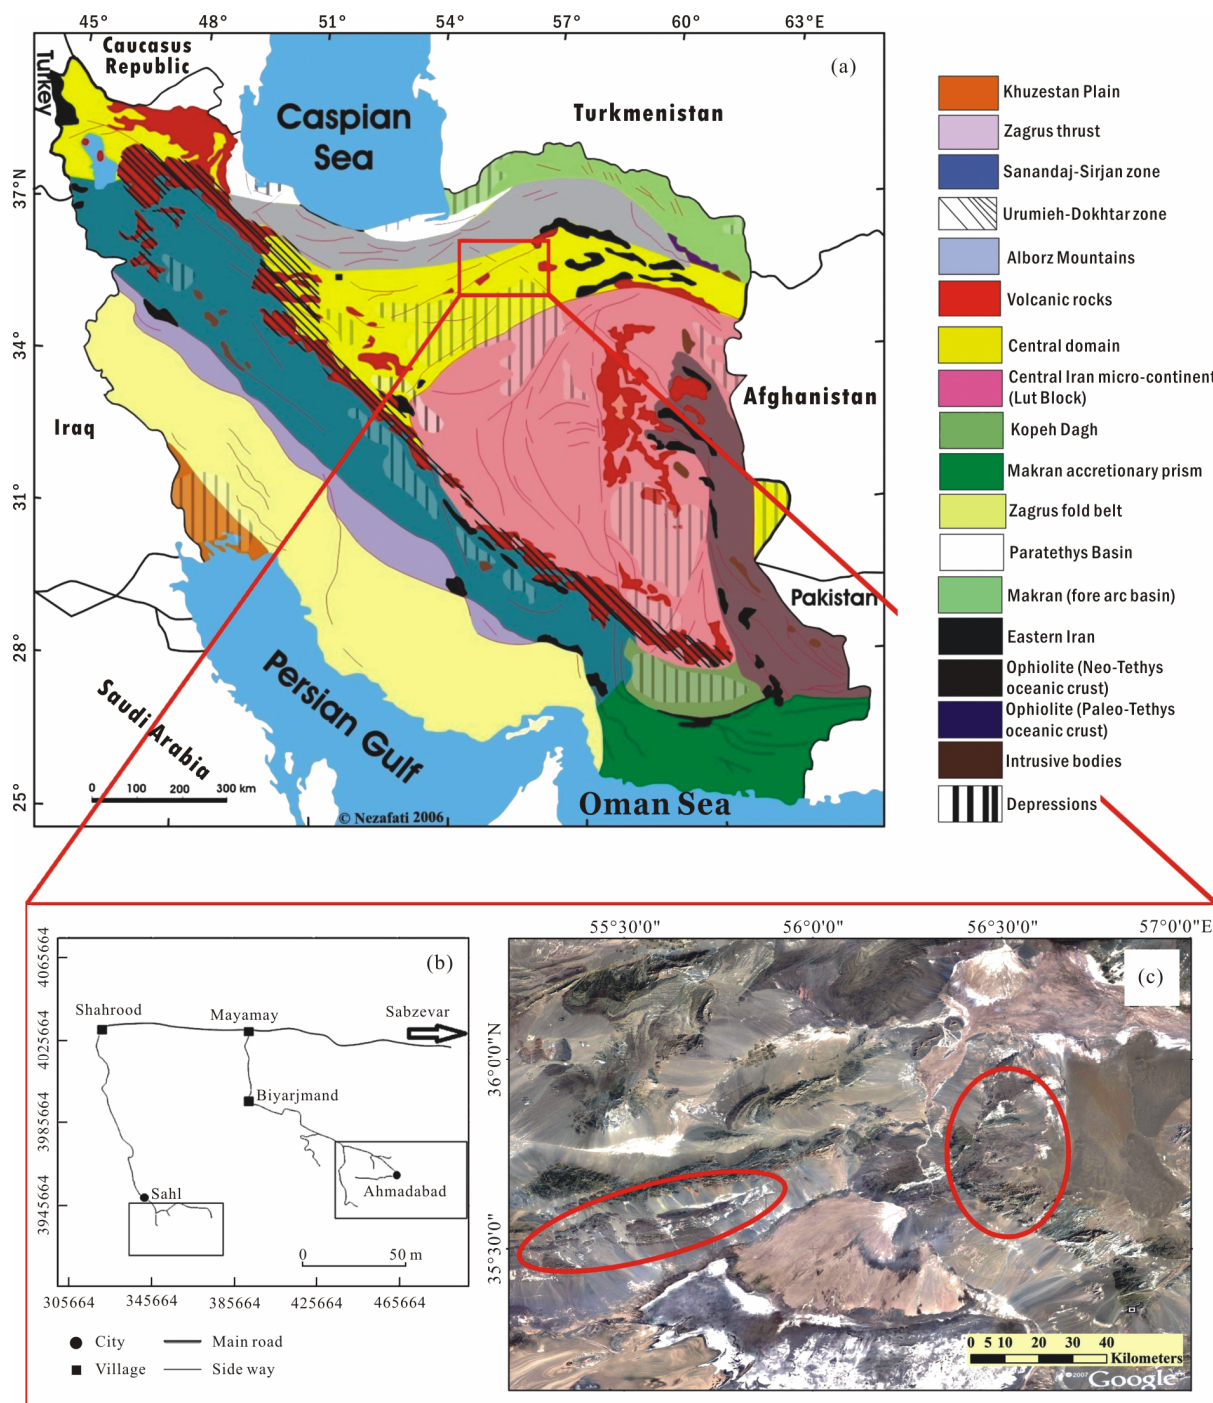 45°
48°
51°
54°
57°
60°
63°E
Caucasus
Republic
Turkey
(a)
Caspian
Sea
Turkmenistan
37°N
34°
31°
28°
25°
Iraq
Afghanistan
Pakistan
Saudi Arabia
Persian Gulf
0 100 200 300 km
© Nezafati 2006
Oman Sea
Khuzestan Plain
Zagrus thrust
Sanandaj-Sirjan zone
Urumieh-Dokhtar zone
Alborz Mountains
Volcanic rocks
Central domain
Central Iran micro-continent
(Lut Block)
Kopeh Dagh
Makran accretionary prism
Zagrus fold belt
Paratethys Basin
Makran (fore arc basin)
Eastern Iran
Ophiolite (Neo-Tethys
oceanic crust)
Ophiolite (Paleo-Tethys
oceanic crust)
Intrusive bodies
Depressions
(b)
4065664
4025664
3985664
3945664
Shahrood
Mayamay
Sabzevar
Biyarjmand
Ahmadabad
Sahl
0 50 m
305664
345664
385664
425664
465664
City
Main road
Village
Side way
55°30'0"
56°0'0"
56°30'0"
57°0'00"E
(c)
36°0'0"N
35°30'0"
0 5 10 20 30 40
Kilometers
©2007 Google™